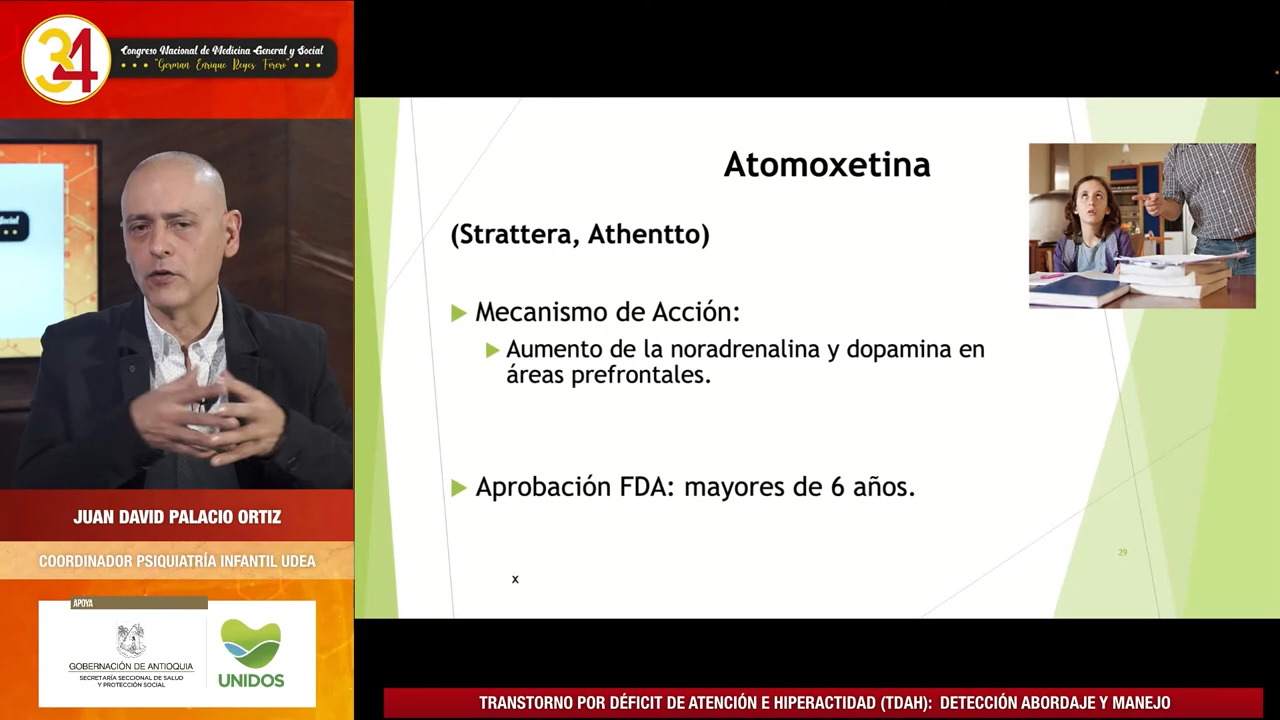 34
Congreso Nacional de Medicina General y Social
"German Enrique Reyes Forero"
Social
Atomoxetina
(Strattera, Athentto)
Mecanismo de Acción:
Aumento de la noradrenalina y dopamina en
áreas prefrontales.
Aprobación FDA: mayores de 6 años.
29
x
JUAN DAVID PALACIO ORTIZ
COORDINADOR PSIQUIATRÍA INFANTIL UDEA
APOYA
GOBERNACIÓN DE ANTIOQUIA
SECRETARÍA SECCIONAL DE SALUD
Y PROTECCIÓN SOCIAL
UNIDOS
TRANSTORNO POR DÉFICIT DE ATENCIÓN E HIPERACTIDAD (TDAH): DETECCIÓN ABORDAJE Y MANEJO